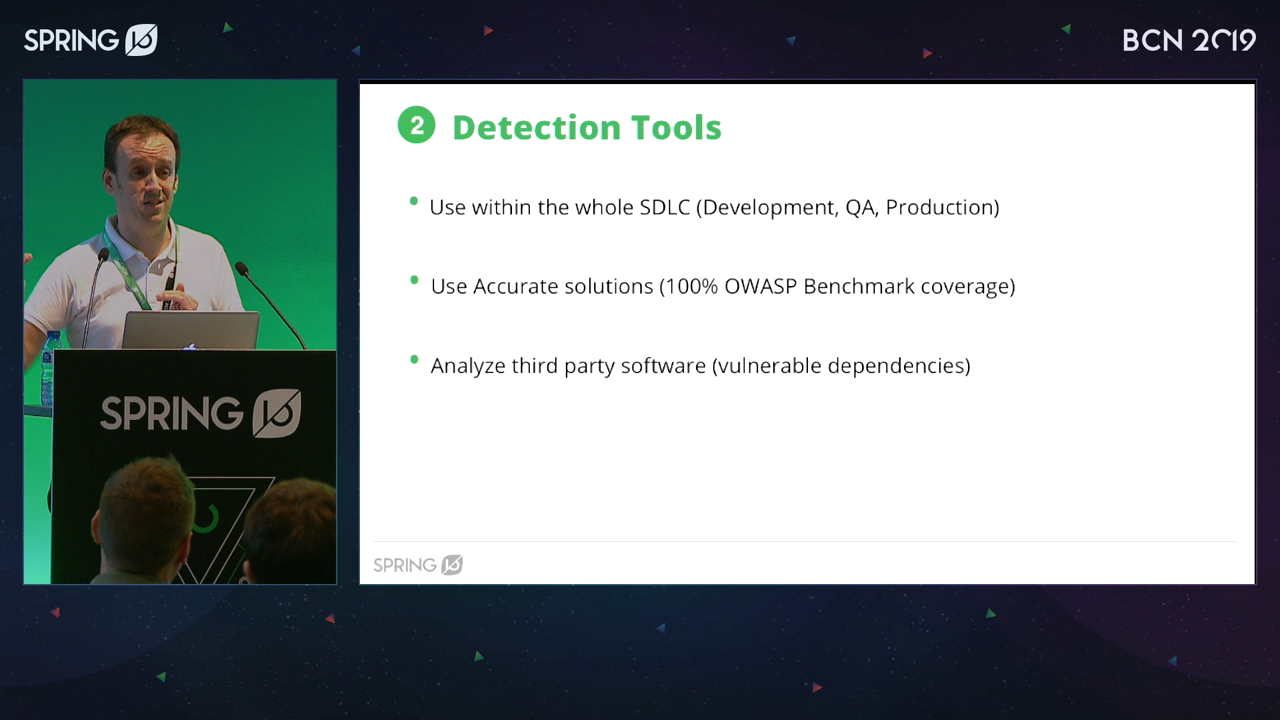 SPRING
BCN 2019
2 Detection Tools
• Use within the whole SDLC (Development, QA, Production)
• Use Accurate solutions (100% OWASP Benchmark coverage)
• Analyze third party software (vulnerable dependencies)
SPRING
SPRING